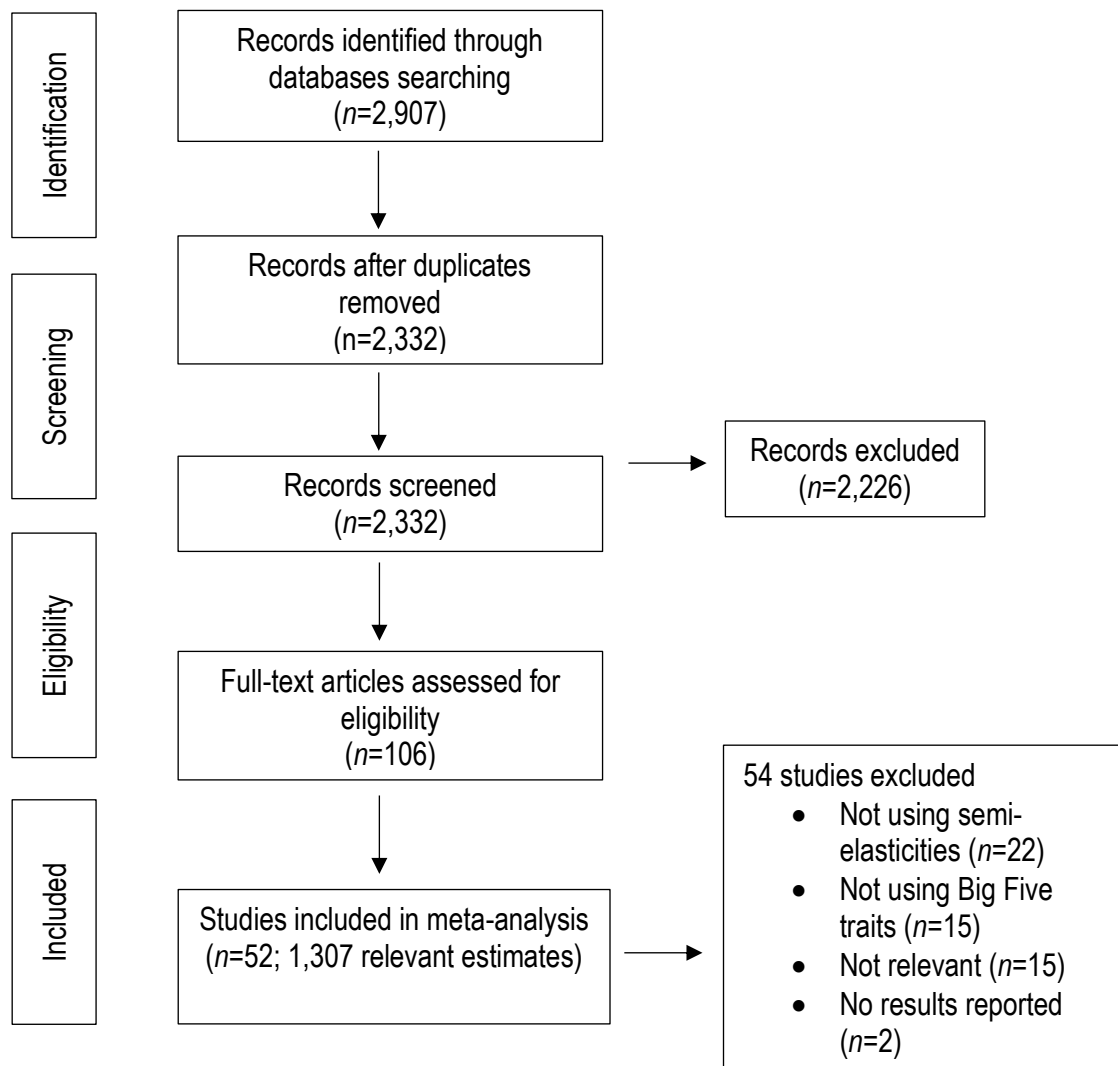 Identification
Records identified through
databases searching
(n=2,907)
Records after duplicates
removed
(n=2,332)
Screening
Records screened
(n=2,332)
Records excluded
(n=2,226)
Eligibility
Full-text articles assessed for
eligibility
(n=106)
Included
Studies included in meta-analysis
(n=52; 1,307 relevant estimates)
54 studies excluded
• Not using semi-
elasticities (n=22)
• Not using Big Five
traits (n=15)
• Not relevant (n=15)
• No results reported
(n=2)